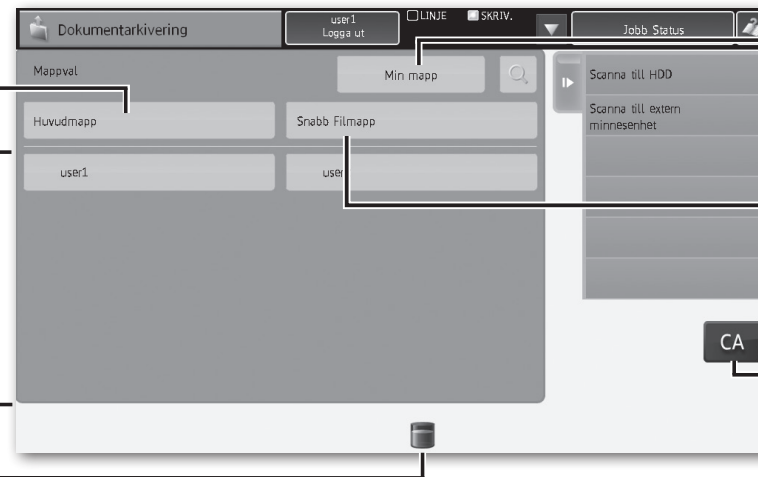 Dokumentarkivering
user1
Logga ut
LINJE
SKRIV.
Jobb Status
Mappval
Min mapp
Huvudmapp
Snabb Filmapp
user1
user
Scanna till HDD
Scanna till extern
minnesenhet
CA